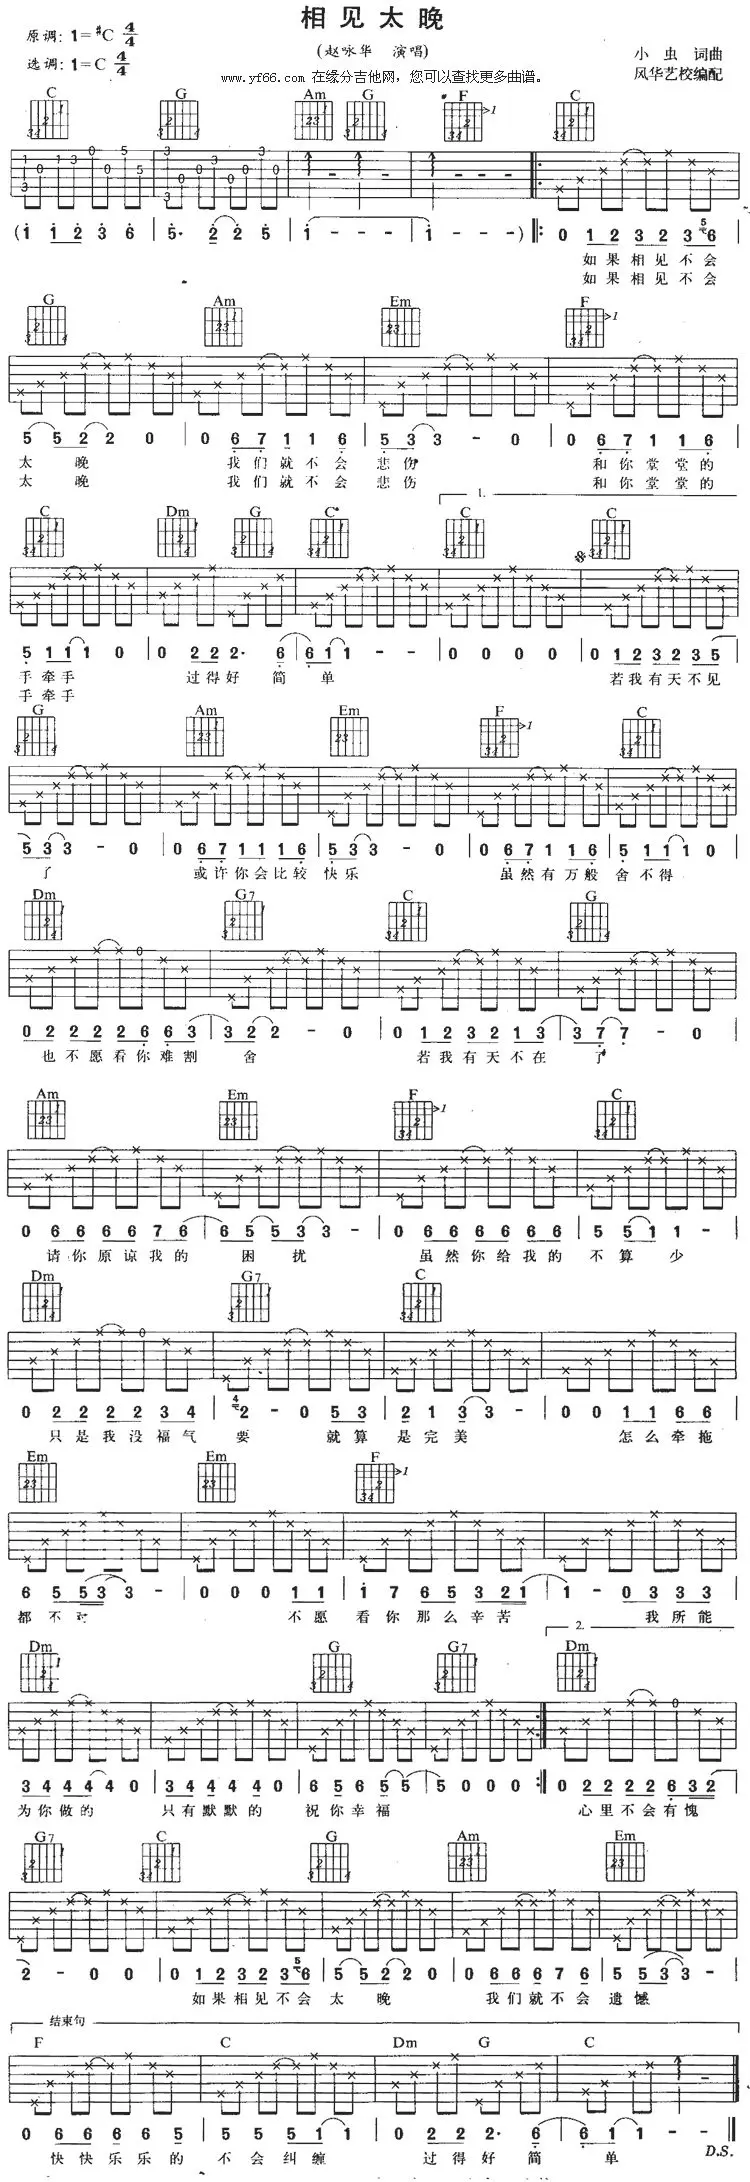 相见太晚
原调: 1=#C 4/4
(赵咏华 演唱)
小虫 词曲
选调: 1=C 4/4
www.yf66.com 在缘分吉他网，您可以查找更多曲谱。
风华艺校编配
C G Am G F C
(1 1 2 3 6 | 5· 2 2 5 | 1 - - - | 1 - - -) ‖: 0 1 2 3 2 3 6
如果相见不会
如果相见不会
G Am Em F
5 5 2 2 0 | 0 6 7 1 1 6 | 5 3 3 - 0 | 0 6 7 1 1 6
太晚 我们就不会悲伤 和你堂堂的
太晚 我们就不会悲伤 和你堂堂的
1.
C Dm G C C C
5 1 1 1 0 | 0 2 2 2· 6 | 6 1 1 - - | 0 0 0 0 | 0 1 2 3 2 3 5
手牵手 过得好简单 若我有天不见
手牵手
G Am Em F C
5 3 3 - 0 | 0 6 7 1 1 1 6 | 5 3 3 - 0 | 0 6 7 1 1 6 | 5 1 1 1 0
了 或许你会比较快乐 虽然有万般舍不得
Dm G7 C G
0 2 2 2 2 6 6 3 | 3 2 2 - 0 | 0 1 2 3 2 1 3 | 3 7 7 - 0
也不愿看你难割舍 若我有天不在了
Am Em F C
0 6 6 6 6 7 6 | 6 5 5 3 3 - | 0 6 6 6 6 6 6 | 5 5 1 1 -
请你原谅我的困扰 虽然你给我的不算少
Dm G7 C
0 2 2 2 2 3 4 | 2 - 0 5 3 | 2 1 3 3 - | 0 0 1 1 6 6
只是我没福气要 就算是完美 怎么牵拖
Em Em F
6 5 5 3 3 - | 0 0 0 1 1 | 1 7 6 5 3 2 1 | 1 - 0 3 3 3
都不对 不愿看你那么辛苦 我所能
2.
Dm G G7 Dm
3 4 4 4 4 0 | 3 4 4 4 4 0 | 6 5 6 5 5 | 5 0 0 0 :‖ 0 2 2 2 2 6 3 2
为你做的 只有默默的祝你幸福 心里不会有愧
G7 C G Am Em
2 - 0 0 | 0 1 2 3 2 3 6 | 5 5 2 2 0 | 0 6 6 6 7 6 | 5 5 3 3 -
如果相见不会太晚 我们就不会遗憾
结束句
F C Dm G C
0 6 6 6 6 5 | 5 5 5 1 1 | 0 2 2 2· 6 | 6 1 1 - - ‖
快快乐乐的不会纠缠 过得好简单
D.S.